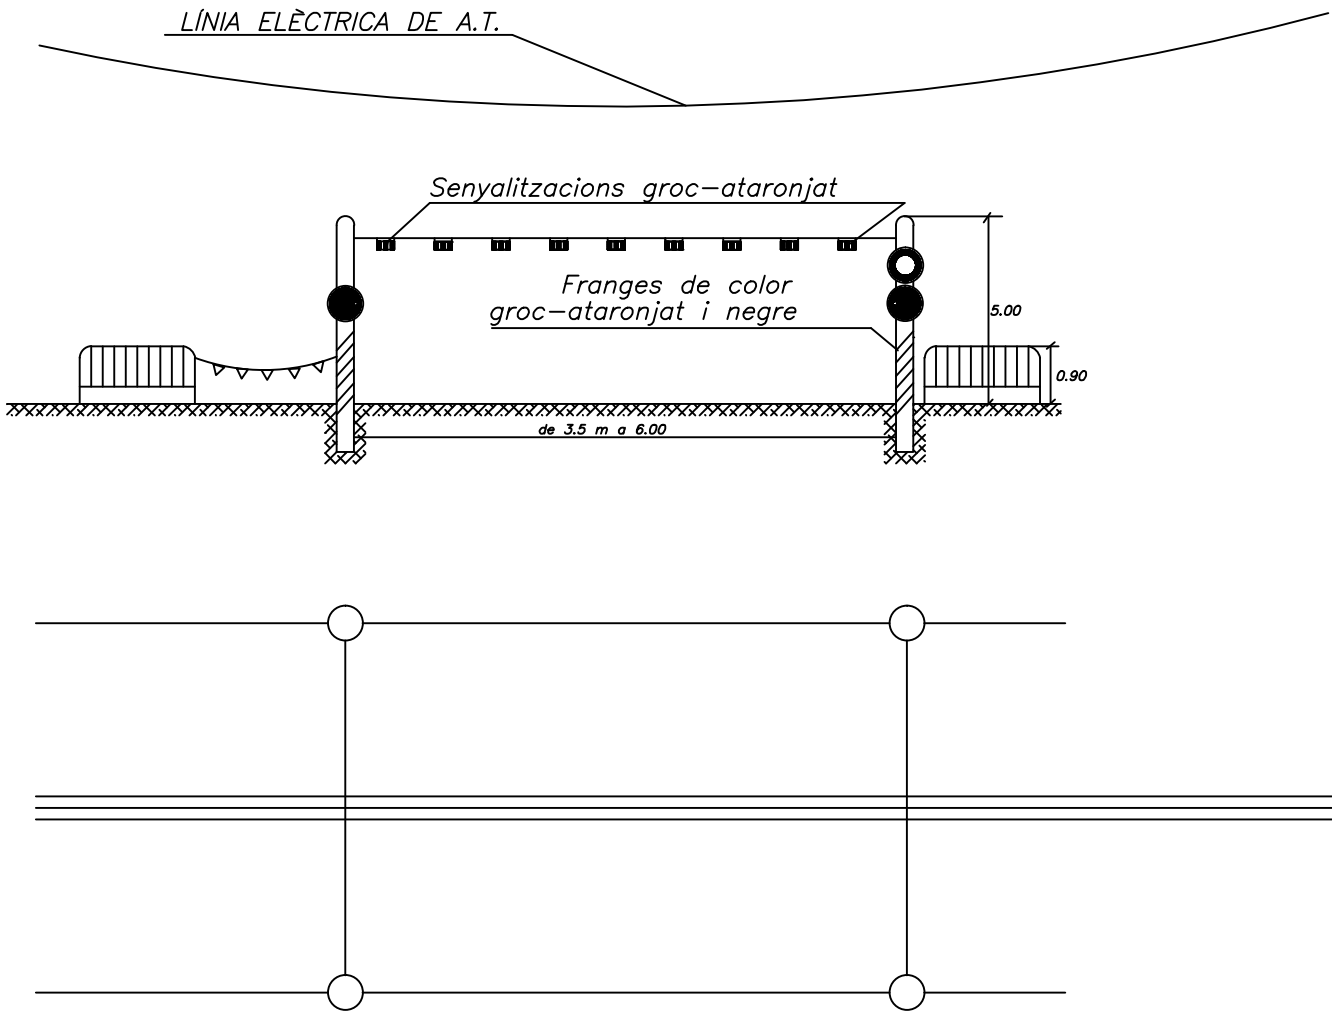 LÍNIA ELÈCTRICA DE A.T.
Senyalitzacions groc-ataronjat
Franges de color
groc-ataronjat i negre
5.00
0.90
de 3.5 m a 6.00